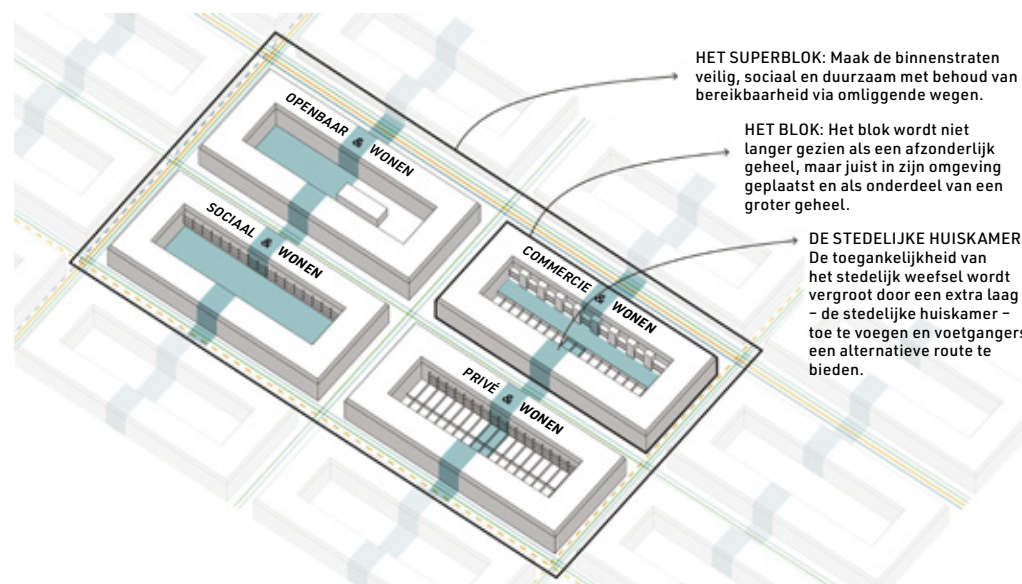 HET SUPERBLOK: Maak de binnenstraten
veilig, sociaal en duurzaam met behoud van
bereikbaarheid via omliggende wegen.
HET BLOK: Het blok wordt niet
langer gezien als een afzonderlijk
geheel, maar juist in zijn omgeving
geplaatst en als onderdeel van een
groter geheel.
DE STEDELIJKE HUISKAMER
De toegankelijkheid van
het stedelijk weefsel wordt
vergroot door een extra laag
– de stedelijke huiskamer –
toe te voegen en voetgangers
een alternatieve route te
bieden.
OPENBAAR & WONEN
SOCIAAL & WONEN
COMMERCIE & WONEN
PRIVÉ & WONEN